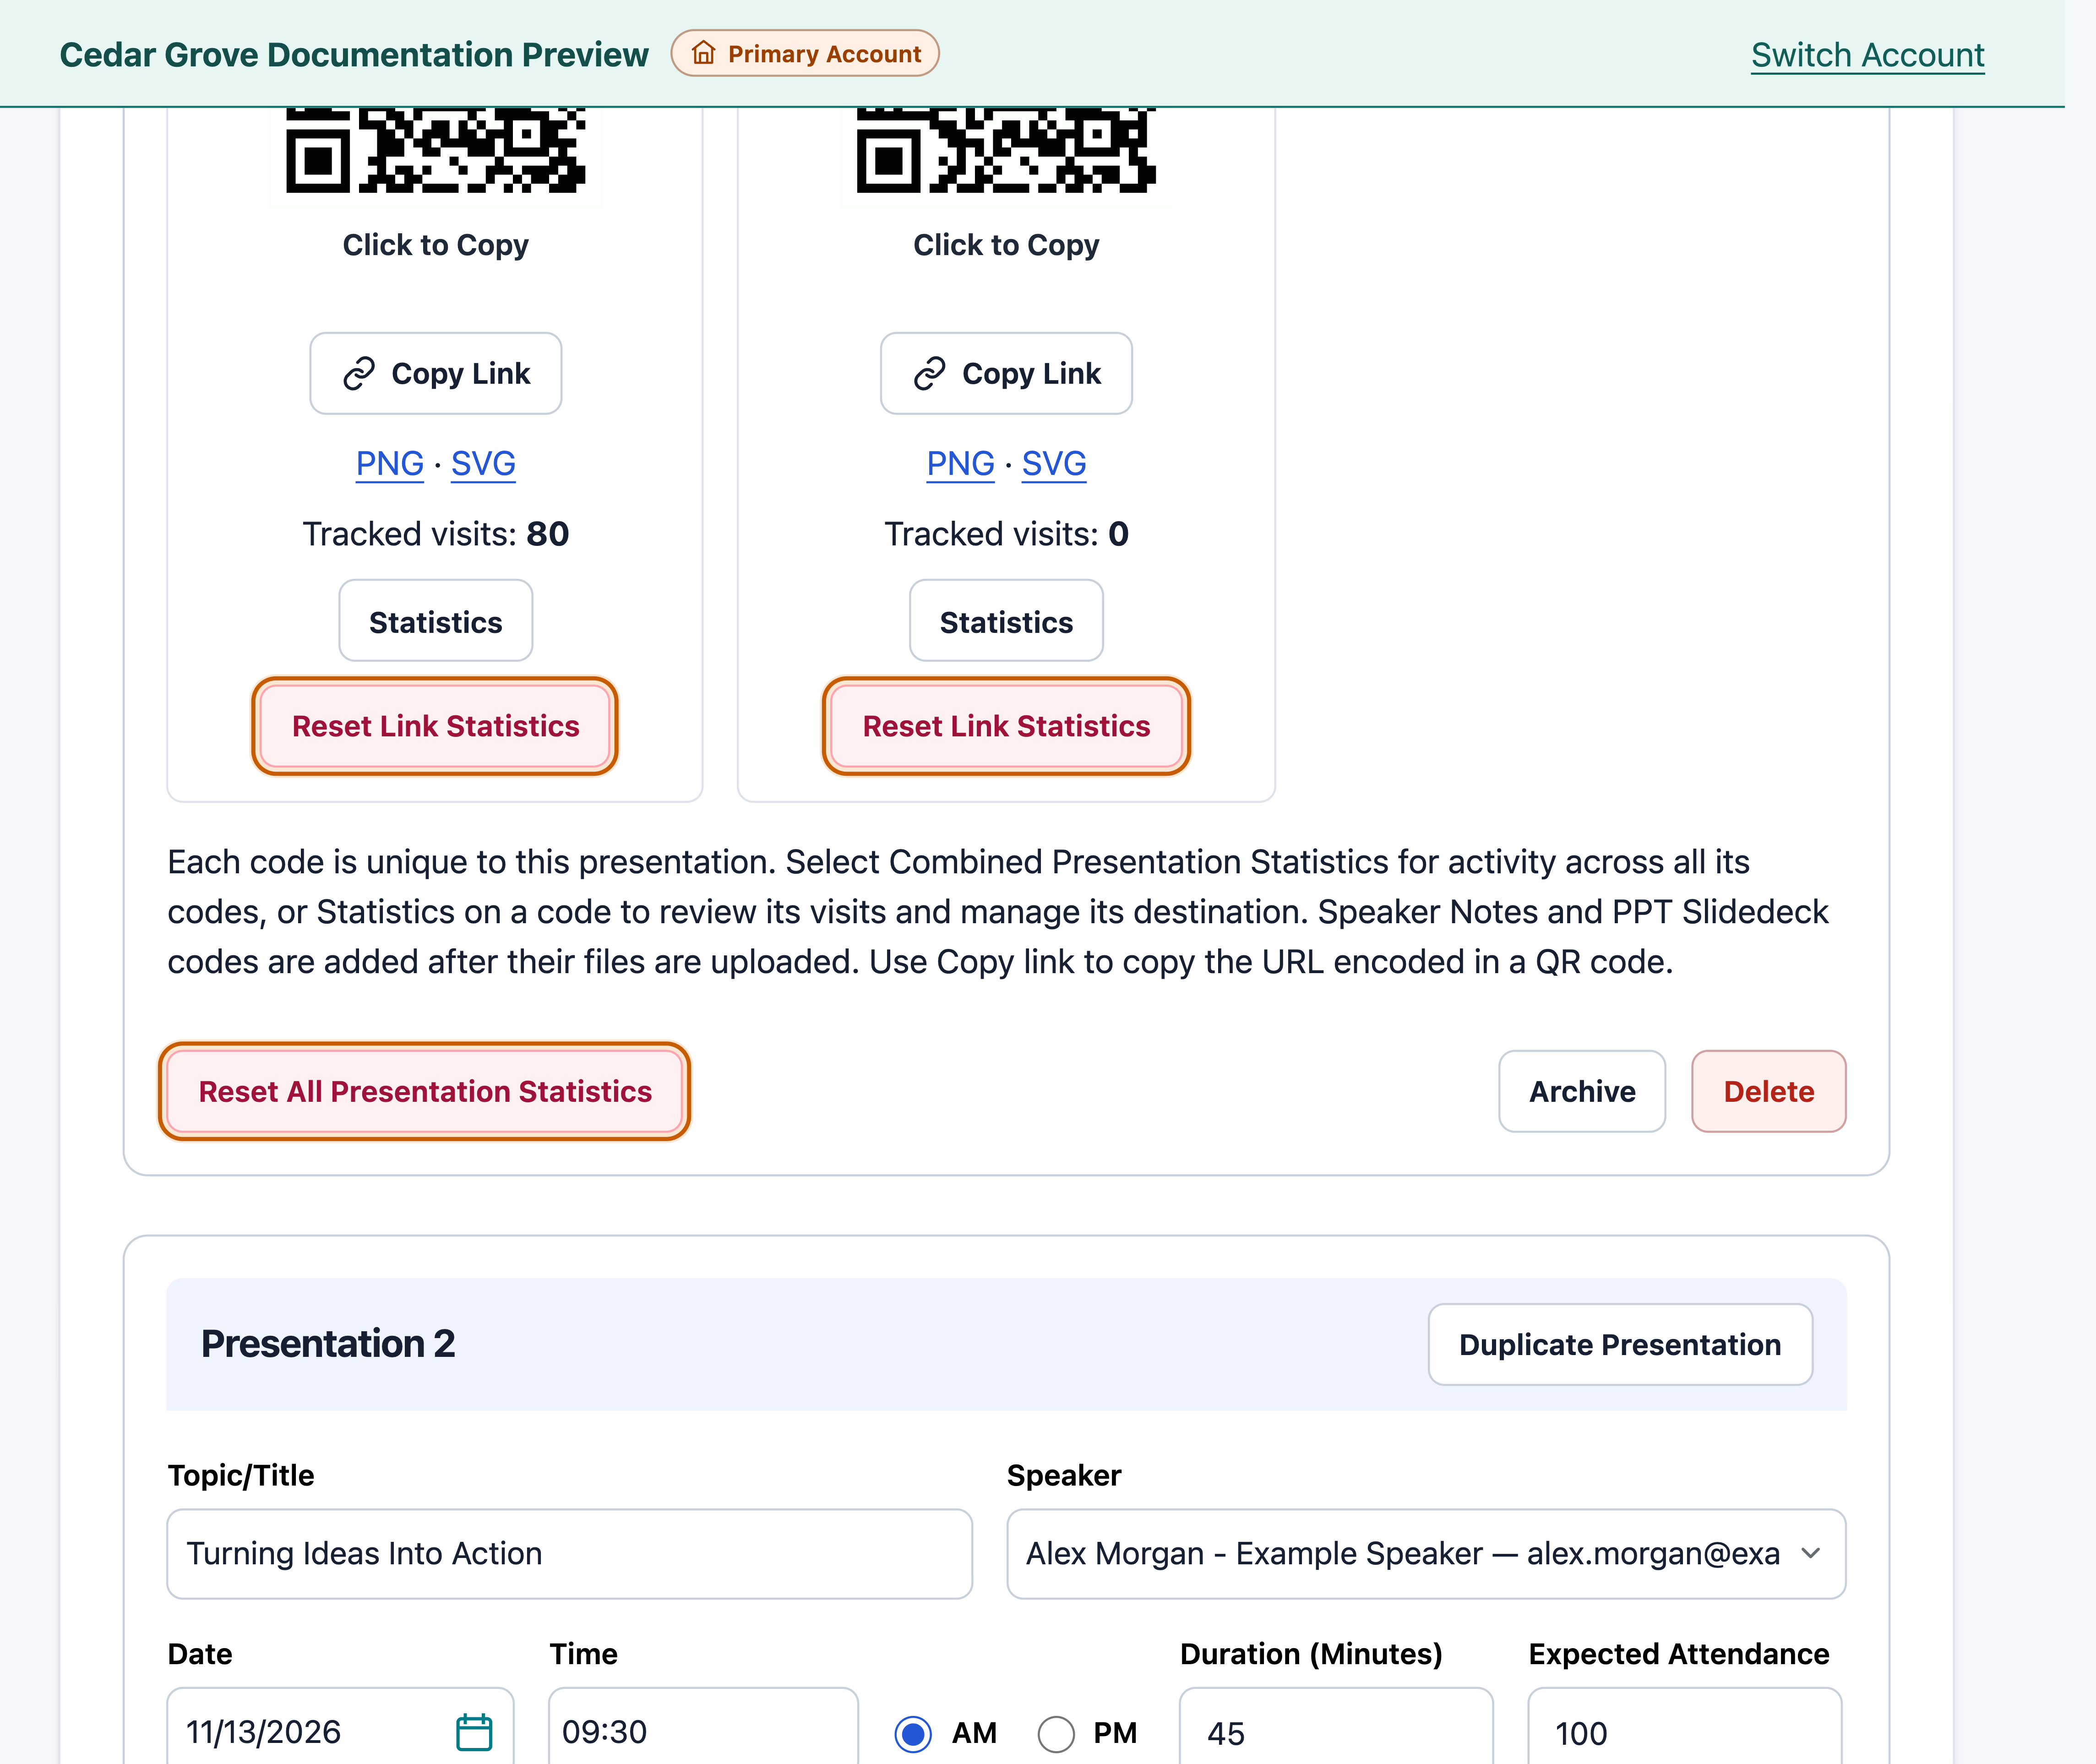 Cedar Grove Documentation Preview
Primary Account
Switch Account
Click to Copy
Click to Copy
Copy Link
Copy Link
PNG · SVG
PNG · SVG
Tracked visits: 80
Tracked visits: 0
Statistics
Statistics
Reset Link Statistics
Reset Link Statistics
Each code is unique to this presentation. Select Combined Presentation Statistics for activity across all its
codes, or Statistics on a code to review its visits and manage its destination. Speaker Notes and PPT Slidedeck
codes are added after their files are uploaded. Use Copy link to copy the URL encoded in a QR code.
Reset All Presentation Statistics
Archive
Delete
Presentation 2
Duplicate Presentation
Topic/Title
Speaker
Turning Ideas Into Action
Alex Morgan - Example Speaker — alex.morgan@exa
Date
Time
Duration (Minutes)
Expected Attendance
11/13/2026
09:30
AM
PM
45
100